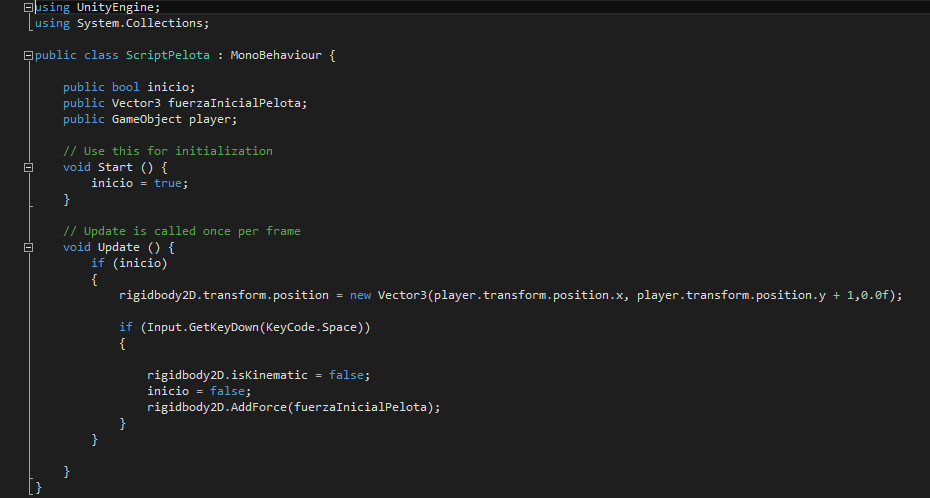 using UnityEngine;
using System.Collections;
public class ScriptPelota : MonoBehaviour {
public bool inicio;
public Vector3 fuerzaInicialPelota;
public GameObject player;
// Use this for initialization
void Start () {
inicio = true;
}
// Update is called once per frame
void Update () {
if (inicio)
{
rigidbody2D.transform.position = new Vector3(player.transform.position.x, player.transform.position.y + 1,0.0f);
if (Input.GetKeyDown(KeyCode.Space))
{
rigidbody2D.isKinematic = false;
inicio = false;
rigidbody2D.AddForce(fuerzaInicialPelota);
}
}
}
}